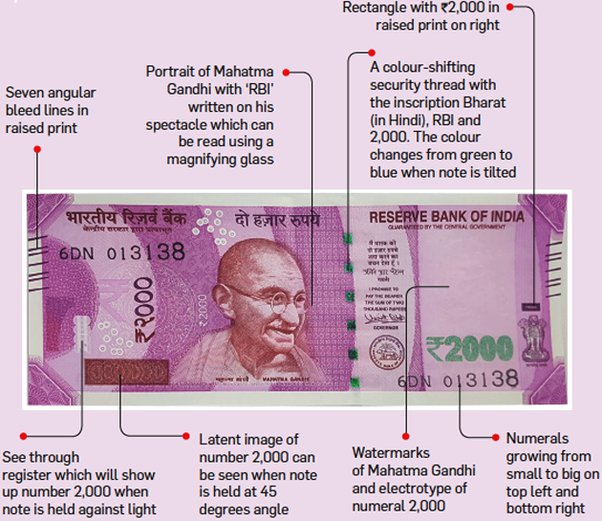 Rectangle with ₹2,000 in
raised print on right
Portrait of Mahatma
Gandhi with ‘RBI’
written on his
spectacle which can
be read using a
magnifying glass
A colour-shifting
security thread with
the inscription Bharat
(in Hindi), RBI and
2,000. The colour
changes from green to
blue when note is tilted
Seven angular
bleed lines in
raised print
भारतीय रिज़र्व बैंक
केन्द्रीय सरकार द्वारा प्रत्याभूत
दो हज़ार रुपये
RESERVE BANK OF INDIA
GUARANTEED BY THE CENTRAL GOVERNMENT
6DN 013138
₹2000
₹2000
I PROMISE TO
PAY THE BEARER
THE SUM OF TWO
THOUSAND RUPEES
GOVERNOR
₹2000
महात्मा गांधी MAHATMA GANDHI
6DN 013138
See through
register which will show
up number 2,000 when
note is held against light
Latent image of
number 2,000 can
be seen when note
is held at 45
degrees angle
Watermarks
of Mahatma Gandhi
and electrotype of
numeral 2,000
Numerals
growing from
small to big on
top left and
bottom right